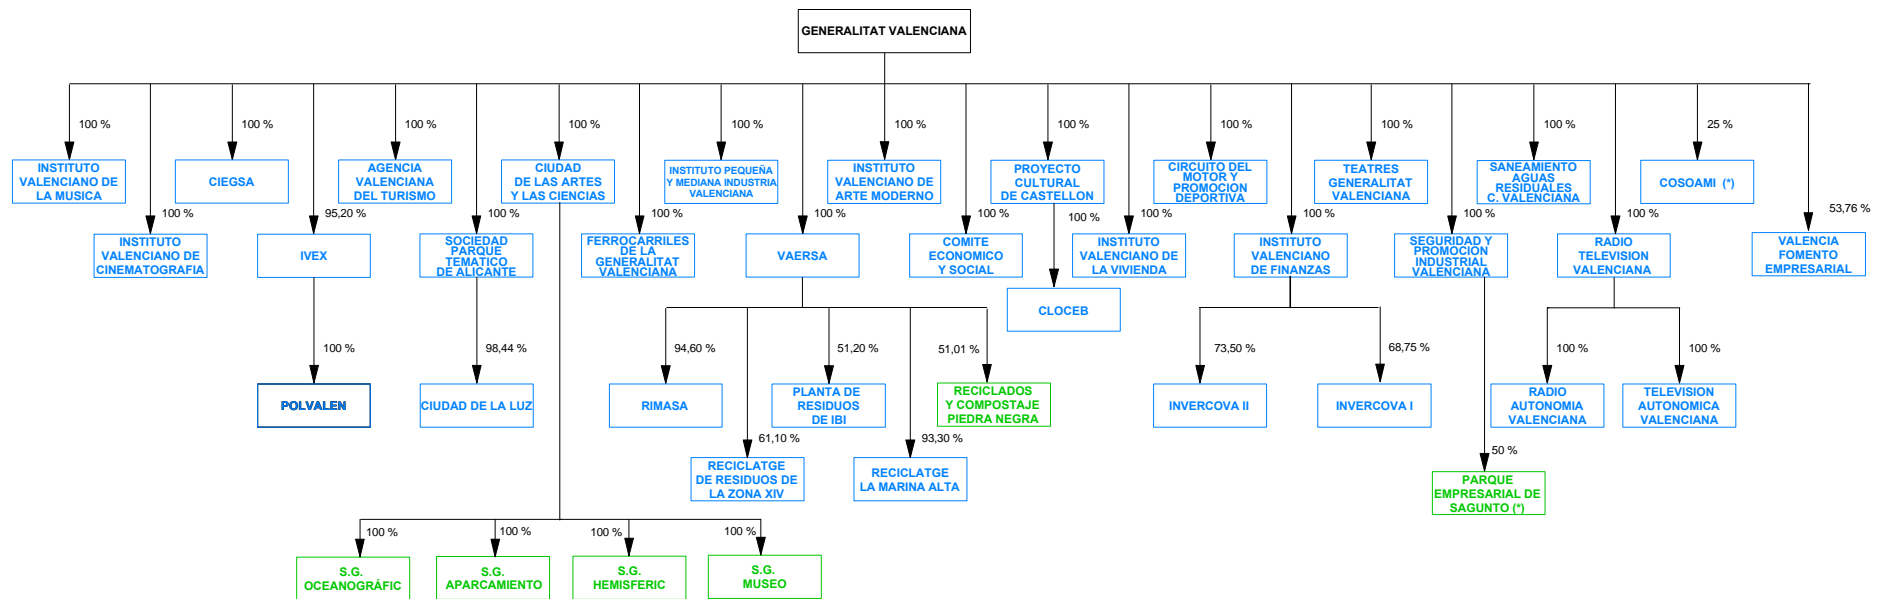 GENERALITAT VALENCIANA
100 %
100 %
100 %
100 %
100 %
100 %
100 %
100 %
100 %
100 %
25 %
INSTITUTO
VALENCIANO DE
LA MUSICA
CIEGSA
AGENCIA
VALENCIANA
DEL TURISMO
CIUDAD
DE LAS ARTES
Y LAS CIENCIAS
INSTITUTO PEQUEÑA
Y MEDIANA INDUSTRIA
VALENCIANA
INSTITUTO
VALENCIANO DE
ARTE MODERNO
PROYECTO
CULTURAL
DE CASTELLON
CIRCUITO DEL
MOTOR Y
PROMOCION
DEPORTIVA
TEATRES
GENERALITAT
VALENCIANA
SANEAMIENTO
AGUAS
RESIDUALES
C. VALENCIANA
COSOAMI (*)
100 %
95,20 %
100 %
100 %
100 %
100 %
100 %
100 %
100 %
100 %
100 %
53,76 %
INSTITUTO
VALENCIANO DE
CINEMATOGRAFIA
IVEX
SOCIEDAD
PARQUE
TEMATICO
DE ALICANTE
FERROCARRILES
DE LA
GENERALITAT
VALENCIANA
VAERSA
COMITE
ECONOMICO
Y SOCIAL
INSTITUTO
VALENCIANO DE
LA VIVIENDA
INSTITUTO
VALENCIANO
DE FINANZAS
SEGURIDAD Y
PROMOCION
INDUSTRIAL
VALENCIANA
RADIO
TELEVISION
VALENCIANA
VALENCIA
FOMENTO
EMPRESARIAL
CLOCEB
100 %
98,44 %
94,60 %
51,20 %
51,01 %
73,50 %
68,75 %
100 %
100 %
POLVALEN
CIUDAD DE LA LUZ
RIMASA
PLANTA DE
RESIDUOS
DE IBI
RECICLADOS
Y COMPOSTAJE
PIEDRA NEGRA
INVERCOVA II
INVERCOVA I
RADIO
AUTONOMIA
VALENCIANA
TELEVISION
AUTONOMICA
VALENCIANA
61,10 %
93,30 %
50 %
RECICLATGE
DE RESIDUOS DE
LA ZONA XIV
RECICLATGE
LA MARINA ALTA
PARQUE
EMPRESARIAL DE
SAGUNTO (*)
100 %
100 %
100 %
100 %
S.G.
OCEANOGRÁFIC
S.G.
APARCAMIENTO
S.G.
HEMISFERIC
S.G.
MUSEO